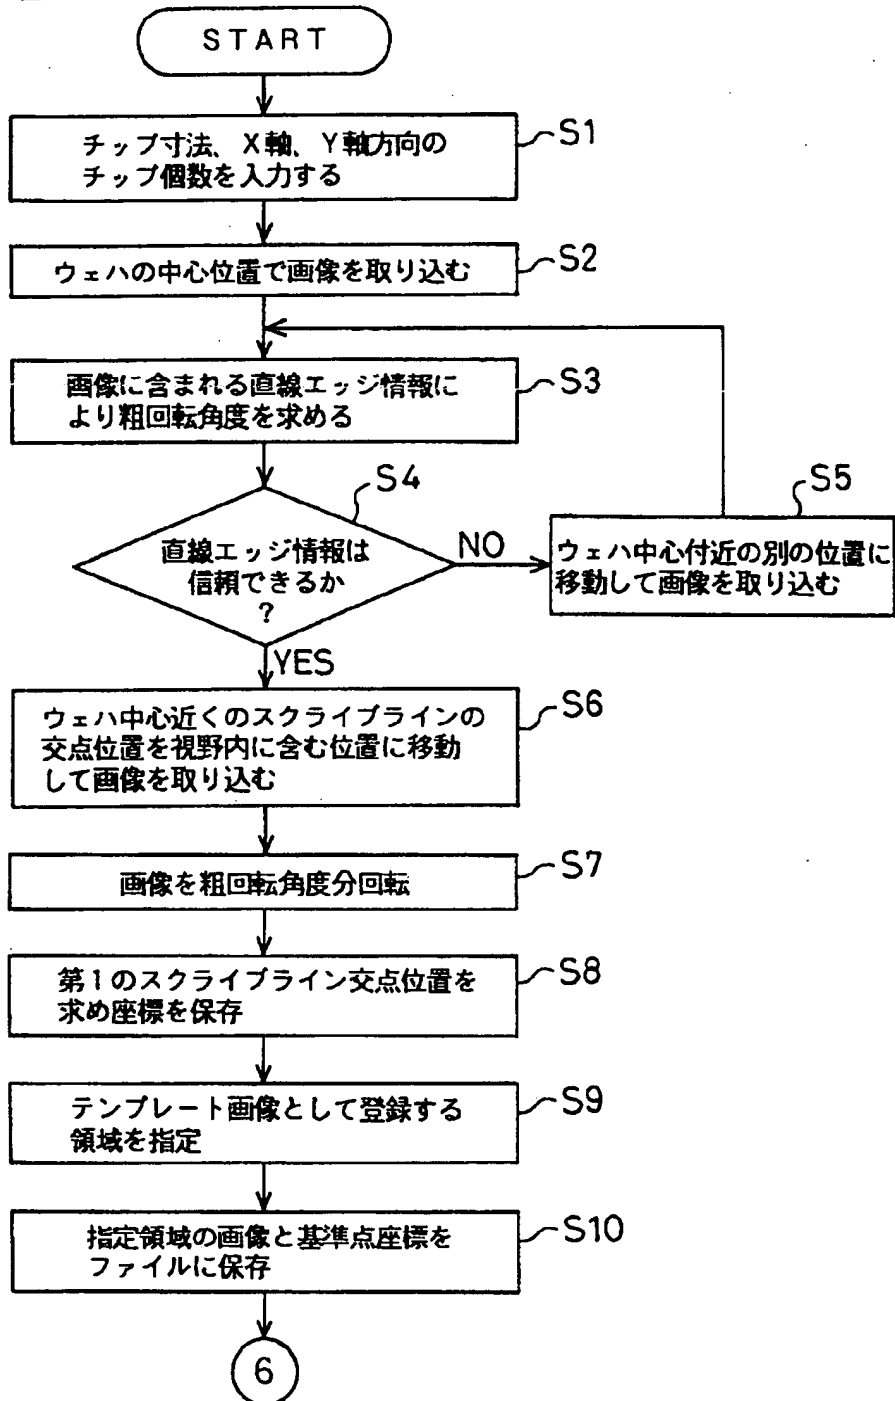 START
チップ寸法、X軸、Y軸方向の
チップ個数を入力する
S1
ウェハの中心位置で画像を取り込む
S2
画像に含まれる直線エッジ情報に
より粗回転角度を求める
S3
直線エッジ情報は
信頼できるか
?
S4
NO
ウェハ中心付近の別の位置に
移動して画像を取り込む
S5
YES
ウェハ中心近くのスクライブラインの
交点位置を視野内に含む位置に移動
して画像を取り込む
S6
画像を粗回転角度分回転
S7
第1のスクライブライン交点位置を
求め座標を保存
S8
テンプレート画像として登録する
領域を指定
S9
指定領域の画像と基準点座標を
ファイルに保存
S10
6